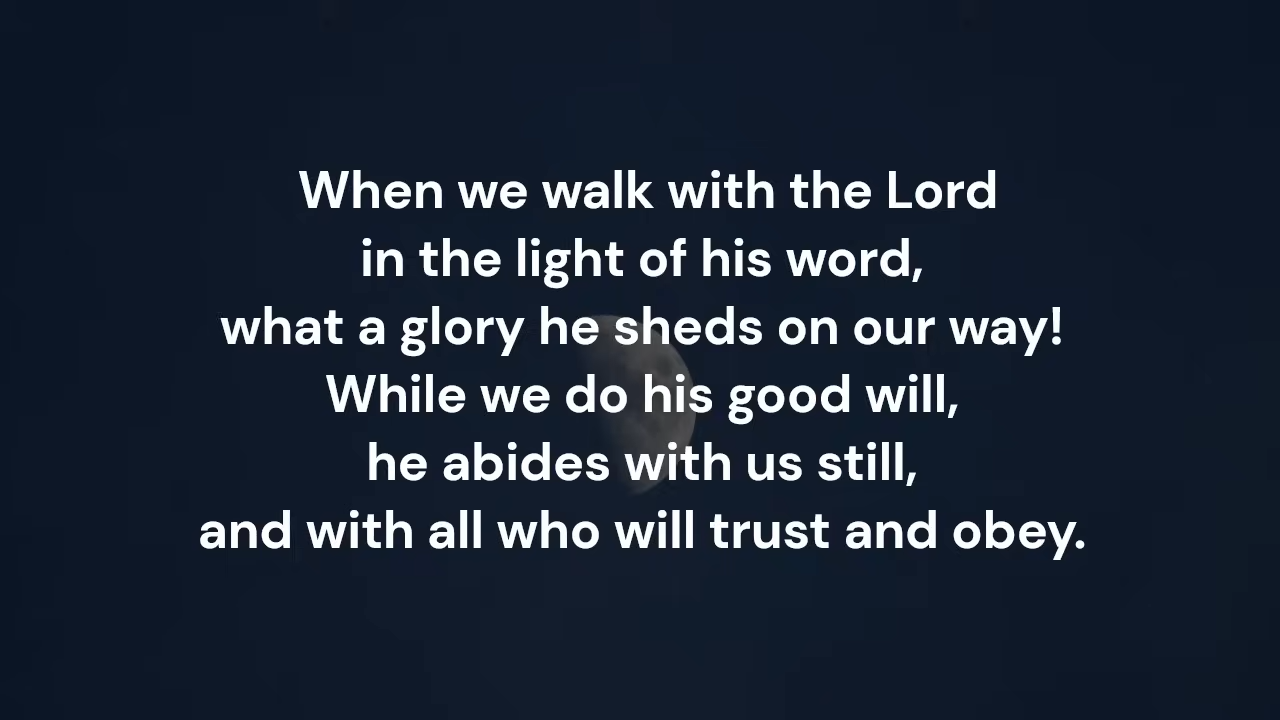 When we walk with the Lord
in the light of his word,
what a glory he sheds on our way!
While we do his good will,
he abides with us still,
and with all who will trust and obey.